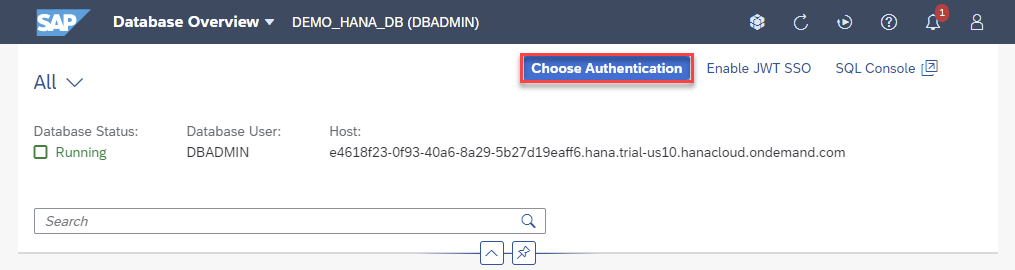 SAP Database Overview DEMO_HANA_DB (DBADMIN) 1
Choose Authentication Enable JWT SSO SQL Console
All
Database Status: Database User: Host:
Running DBADMIN e4618f23-0f93-40a6-8a29-5b27d19eaff6.hana.trial-us10.hanacloud.ondemand.com
Search